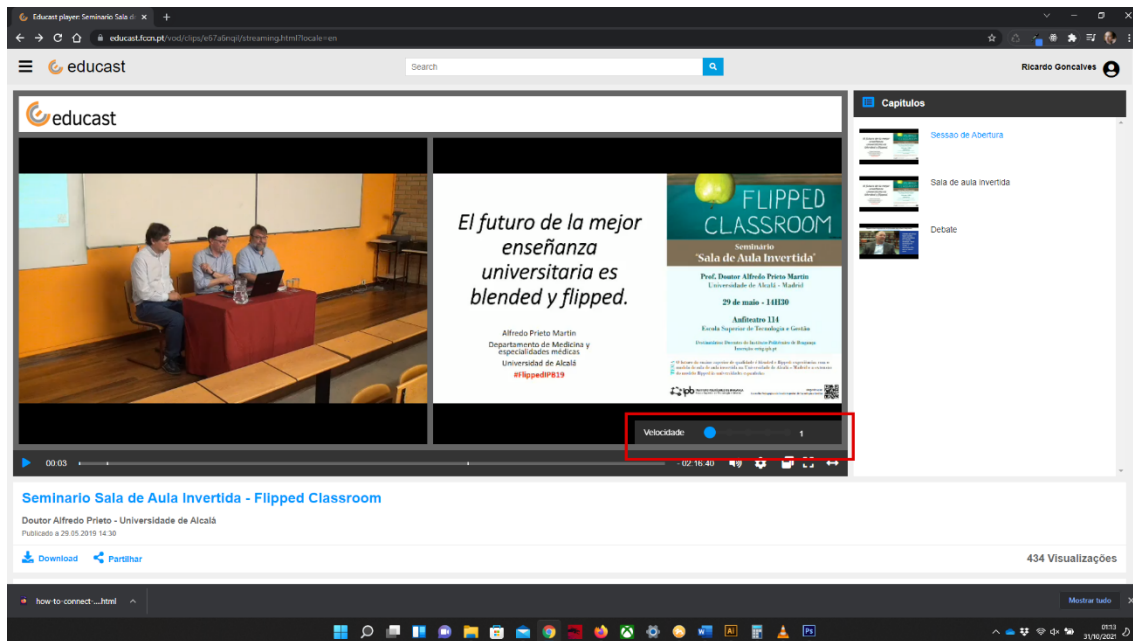 Educast player: Seminario Sala d
educast.fccn.pt/vod/clips/e67a6nqil/streaming.html?locale=en
educast
Search
Ricardo Goncalves
educast
El futuro de la mejor
enseñanza
universitaria es
blended y flipped.
Alfredo Prieto Martín
Departamento de Medicina y
especialidades médicas
Universidad de Alcalá
#FlippedIPB19
FLIPPED
CLASSROOM
Seminário
"Sala de Aula Invertida"
Prof. Doutor Alfredo Prieto Martín
Universidade de Alcalá - Madrid
29 de maio - 14H30
Anfiteatro 114
Escola Superior de Tecnologia e Gestão
ipb
Velocidade
1
00:03
- 02:16:40
Capitulos
Sessao de Abertura
Sala de aula invertida
Debate
Seminario Sala de Aula Invertida - Flipped Classroom
Doutor Alfredo Prieto - Universidade de Alcalá
Publicado a 29.05.2019 14:30
Download
Partilhar
434 Visualizações
how-to-connect-....html
Mostrar tudo
01:13
31/10/2021